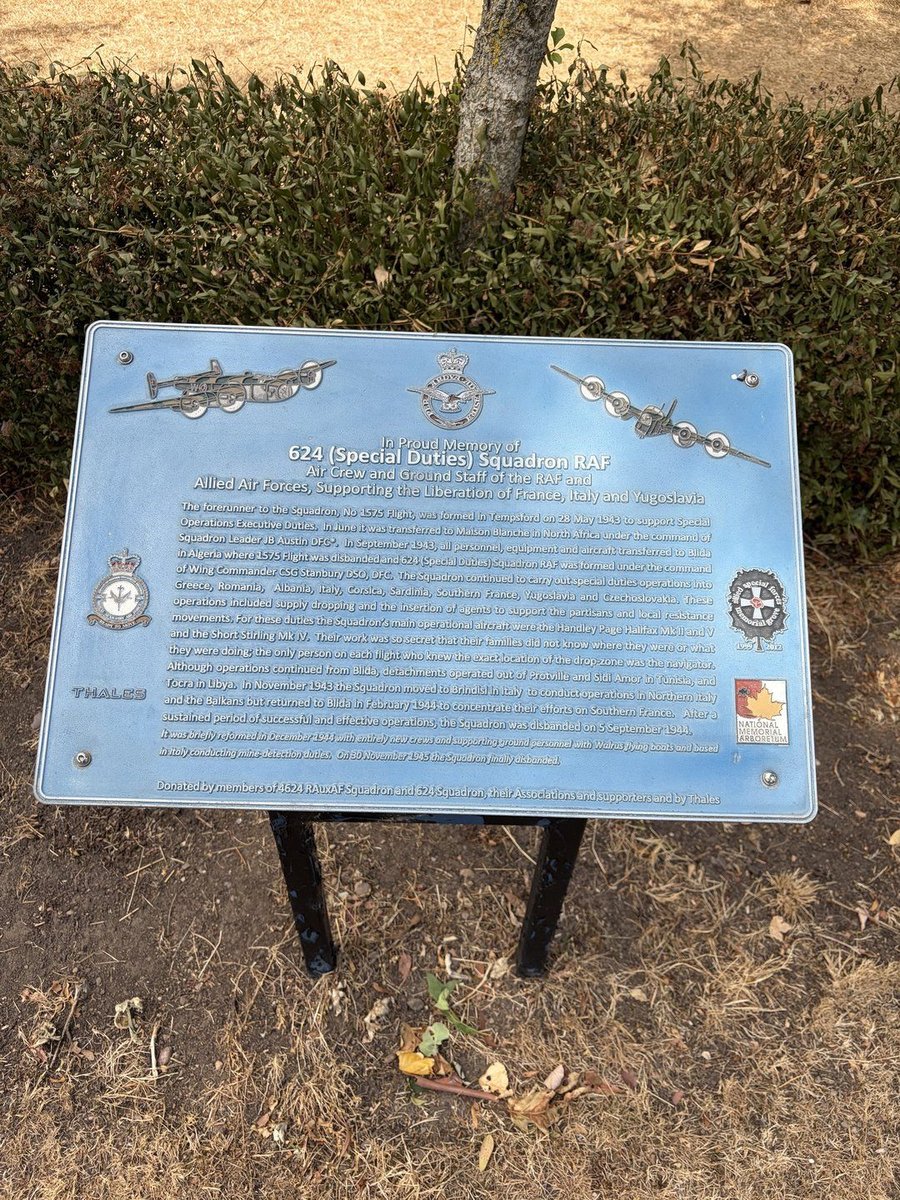 In Proud Memory of
624 (Special Duties) Squadron RAF
Air Crew and Ground Staff of the RAF and
Allied Air Forces, Supporting the Liberation of France, Italy and Yugoslavia
The forerunner to the Squadron, No 1575 Flight, was formed in Tempsford on 28 May 1943 to support Special
Operations Executive Duties. In June it was transferred to Maison Blanche in North Africa under the command of
Squadron Leader JB Austin DFC*. In September 1943, all personnel, equipment and aircraft transferred to Blida
in Algeria where 1575 Flight was disbanded and 624 (Special Duties) Squadron RAF was formed under the command
of Wing Commander CSG Stanbury DSO, DFC. The Squadron continued to carry out special duties operations into
Greece, Romania, Albania, Italy, Corsica, Sardinia, Southern France, Yugoslavia and Czechoslovakia. These
operations included supply dropping and the insertion of agents to support the partisans and local resistance
movements. For these duties the Squadron's main operational aircraft were the Handley Page Halifax Mk II and V
and the Short Stirling Mk IV. Their work was so secret that their families did not know where they were or what
they were doing; the only person on each flight who knew the exact location of the drop-zone was the navigator.
Although operations continued from Blida, detachments operated out of Protville and Sidi Amor in Tunisia, and
Tocra in Libya. In November 1943 the Squadron moved to Brindisi in Italy to conduct operations in Northern Italy
and the Balkans but returned to Blida in February 1944 to concentrate their efforts on Southern France. After a
sustained period of successful and effective operations, the Squadron was disbanded on 5 September 1944.
It was briefly reformed in December 1944 with entirely new crews and supporting ground personnel with Walrus flying boats and based
in Italy conducting mine-detection duties. On 30 November 1945 the Squadron finally disbanded.
Donated by members of 4624 RAuxAF Squadron and 624 Squadron, their Associations and supporters and by Thales
THALES
allied special forces
memorial grove
1999 2012
NATIONAL
MEMORIAL
ARBORETUM